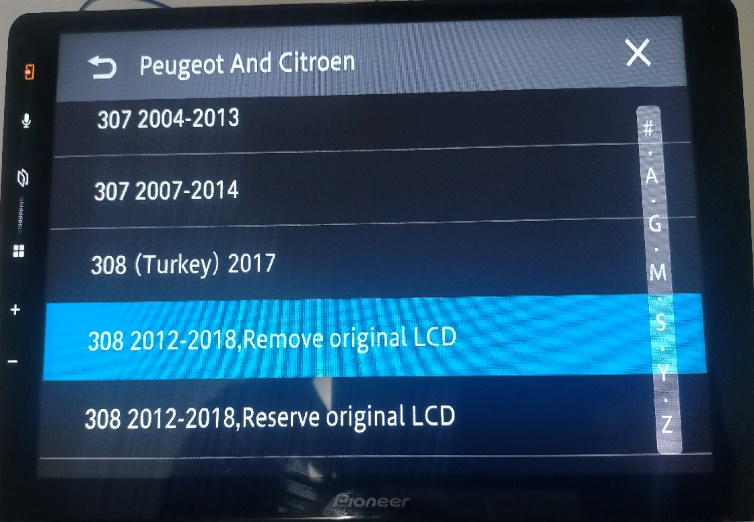 Peugeot And Citroen
307 2004-2013
307 2007-2014
308 (Turkey) 2017
308 2012-2018,Remove original LCD
308 2012-2018,Reserve original LCD
#
A
G
M
S
Y
Z
Pioneer